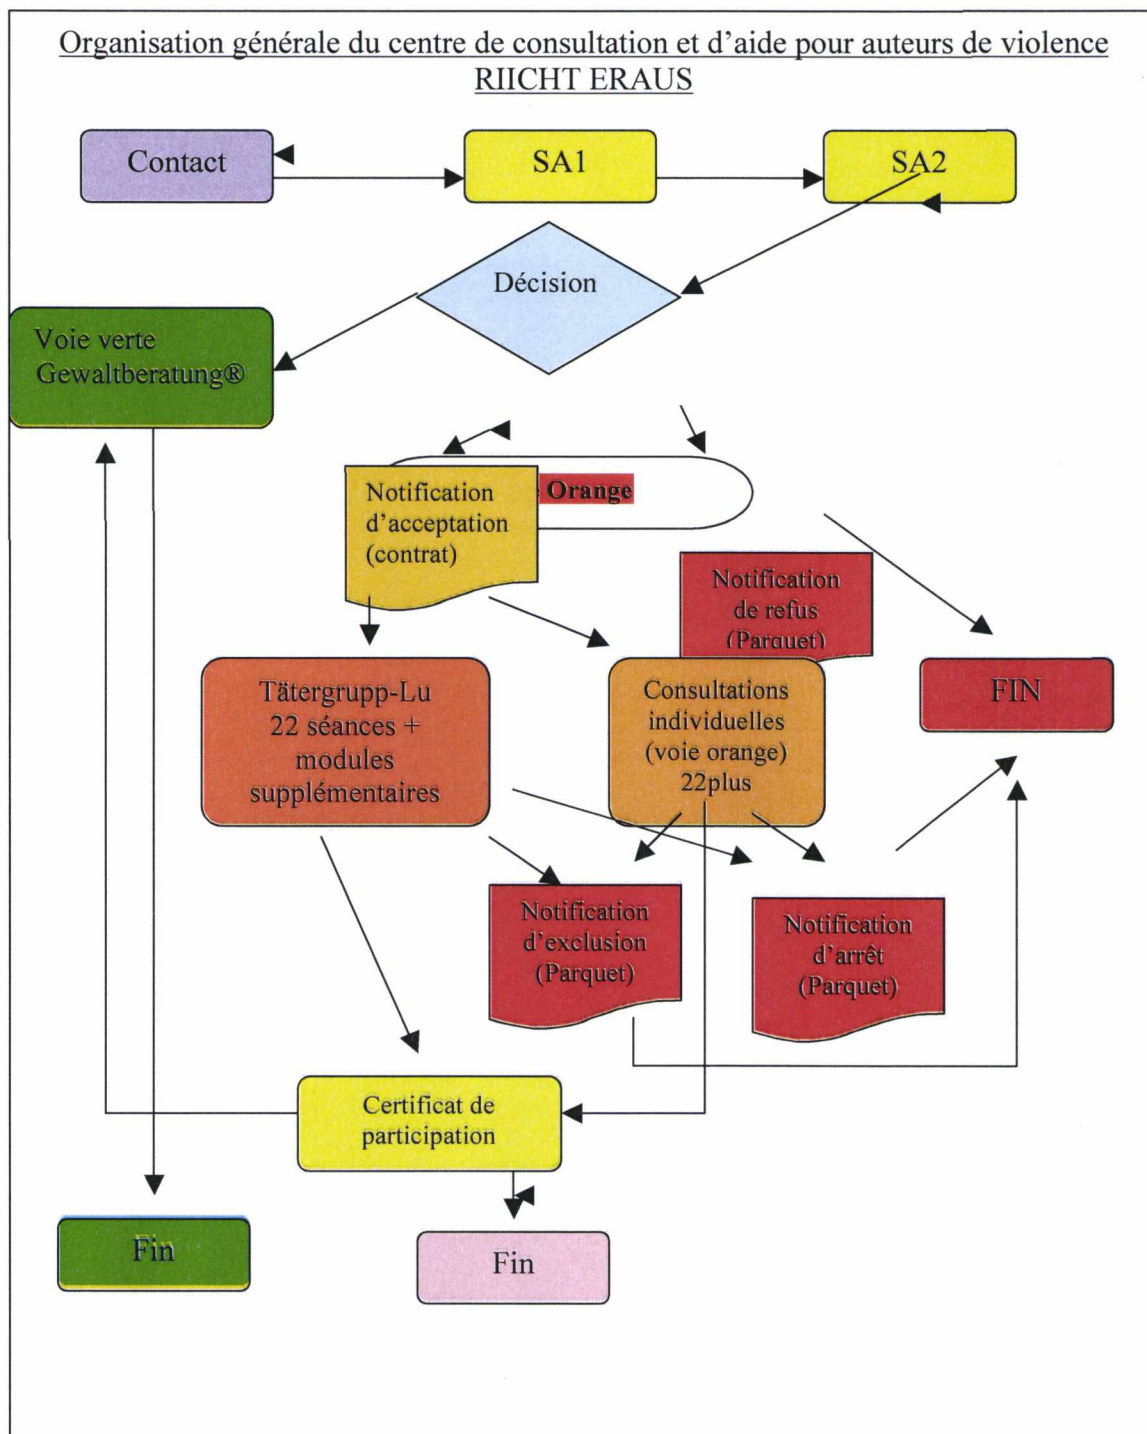 Organisation générale du centre de consultation et d'aide pour auteurs de violence
RIICHT ERAUS
Contact
SA1
SA2
Décision
Voie verte
Gewaltberatung®
Orange
Notification
d'acceptation
(contrat)
Notification
de refus
(Parquet)
Tätergrupp-Lu
22 séances +
modules
supplémentaires
Consultations
individuelles
(voie orange)
22plus
FIN
Notification
d'exclusion
(Parquet)
Notification
d'arrêt
(Parquet)
Certificat de
participation
Fin
Fin